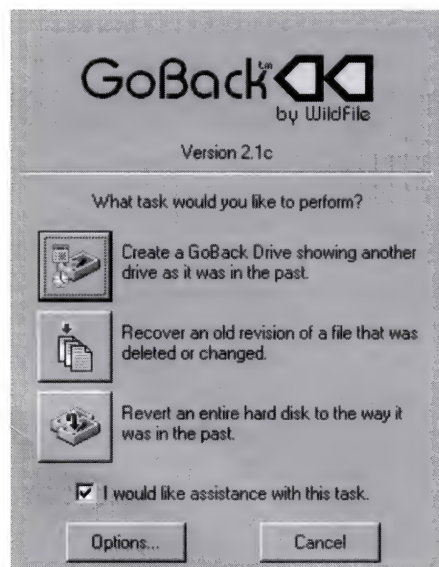 GoBack™
by WildFile
Version 2.1c
What task would you like to perform?
Create a GoBack Drive showing another
drive as it was in the past.
Recover an old revision of a file that was
deleted or changed.
Revert an entire hard disk to the way it
was in the past.
I would like assistance with this task.
Options...
Cancel